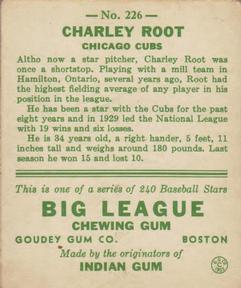 — No. 226 —
CHARLEY ROOT
CHICAGO CUBS
Altho now a star pitcher, Charley Root was
once a shortstop. Playing with a mill team in
Hamilton, Ontario, several years ago, Root had
the highest fielding average of any player in his
position in the league.
He has been a star with the Cubs for the past
eight years and in 1929 led the National League
with 19 wins and six losses.
He is 34 years old, a right hander, 5 feet, 11
inches tall and weighs around 180 pounds. Last
season he won 15 and lost 10.
This is one of a series of 240 Baseball Stars
BIG LEAGUE
CHEWING GUM
GOUDEY GUM CO. BOSTON
Made by the originators of
INDIAN GUM